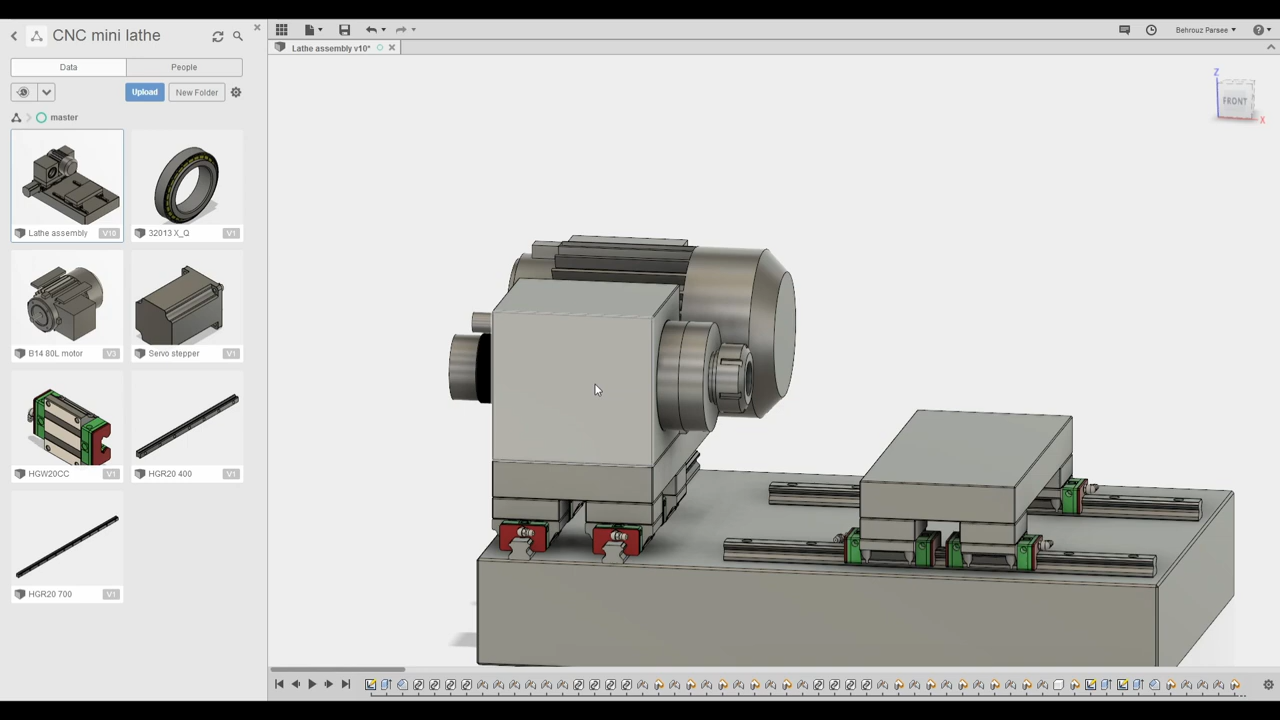 CNC mini lathe
Data People
Upload New Folder
master
Lathe assembly V10
32013 X_Q V1
B14 80L motor V3
Servo stepper V1
HGW20CC V1
HGR20 400 V1
HGR20 700 V1
Lathe assembly v10*
Behrouz Parsee
Z
FRONT
X